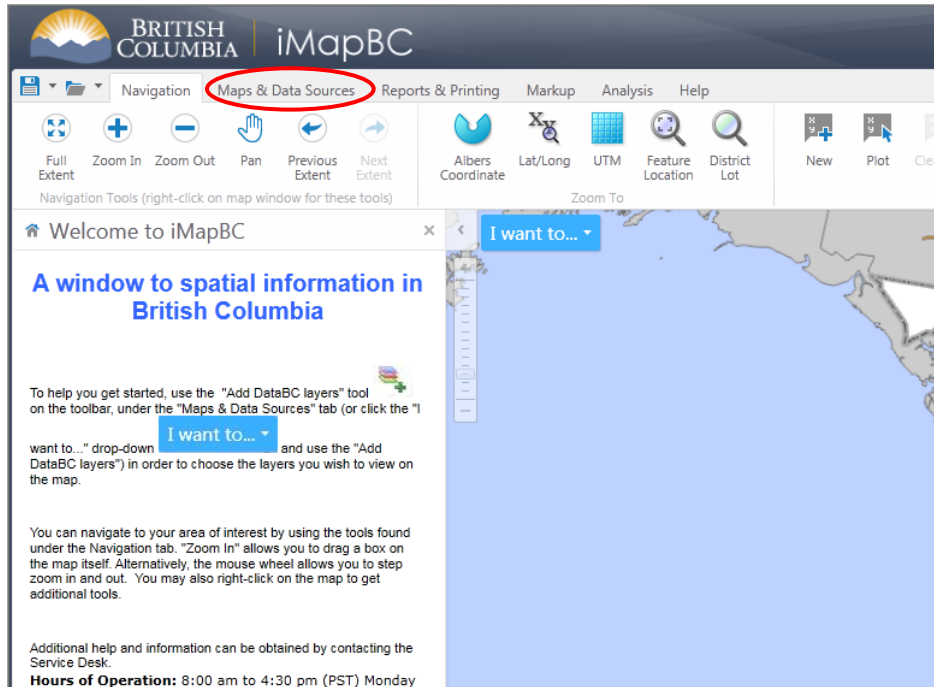 BRITISH
COLUMBIA
iMapBC
Navigation Maps & Data Sources Reports & Printing Markup Analysis Help
Full Extent Zoom In Zoom Out Pan Previous Extent Next Extent
Albers Coordinate Lat/Long UTM Feature Location District Lot
New Plot
Navigation Tools (right-click on map window for these tools) Zoom To
Welcome to iMapBC
I want to...
A window to spatial information in
British Columbia
To help you get started, use the "Add DataBC layers" tool
on the toolbar, under the "Maps & Data Sources" tab (or click the "I
want to..." drop-down I want to... and use the "Add
DataBC layers") in order to choose the layers you wish to view on
the map.
You can navigate to your area of interest by using the tools found
under the Navigation tab. "Zoom In" allows you to drag a box on
the map itself. Alternatively, the mouse wheel allows you to step
zoom in and out. You may also right-click on the map to get
additional tools.
Additional help and information can be obtained by contacting the
Service Desk.
Hours of Operation: 8:00 am to 4:30 pm (PST) Monday